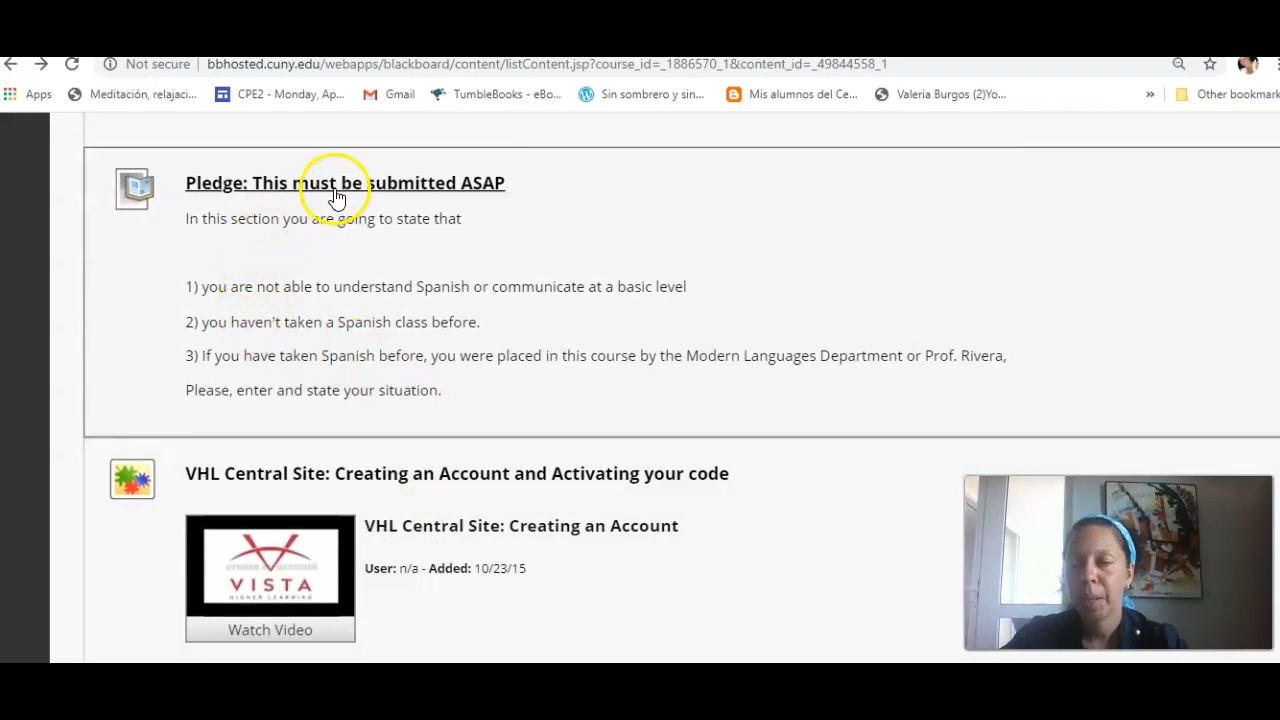 Not secure bbhosted.cuny.edu/webapps/blackboard/content/listContent.jsp?course_id=_1886570_1&content_id=_49844558_1
Apps Meditación, relajaci... CPE2 - Monday, Ap... Gmail TumbleBooks - eBo... Sin sombrero y sin... Mis alumnos del Ce... Valeria Burgos (2)Yo... » Other bookmark
Pledge: This must be submitted ASAP
In this section you are going to state that
1) you are not able to understand Spanish or communicate at a basic level
2) you haven't taken a Spanish class before.
3) If you have taken Spanish before, you were placed in this course by the Modern Languages Department or Prof. Rivera,
Please, enter and state your situation.
VHL Central Site: Creating an Account and Activating your code
VHL Central Site: Creating an Account
User: n/a - Added: 10/23/15
VISTA
HIGHER LEARNING
Watch Video